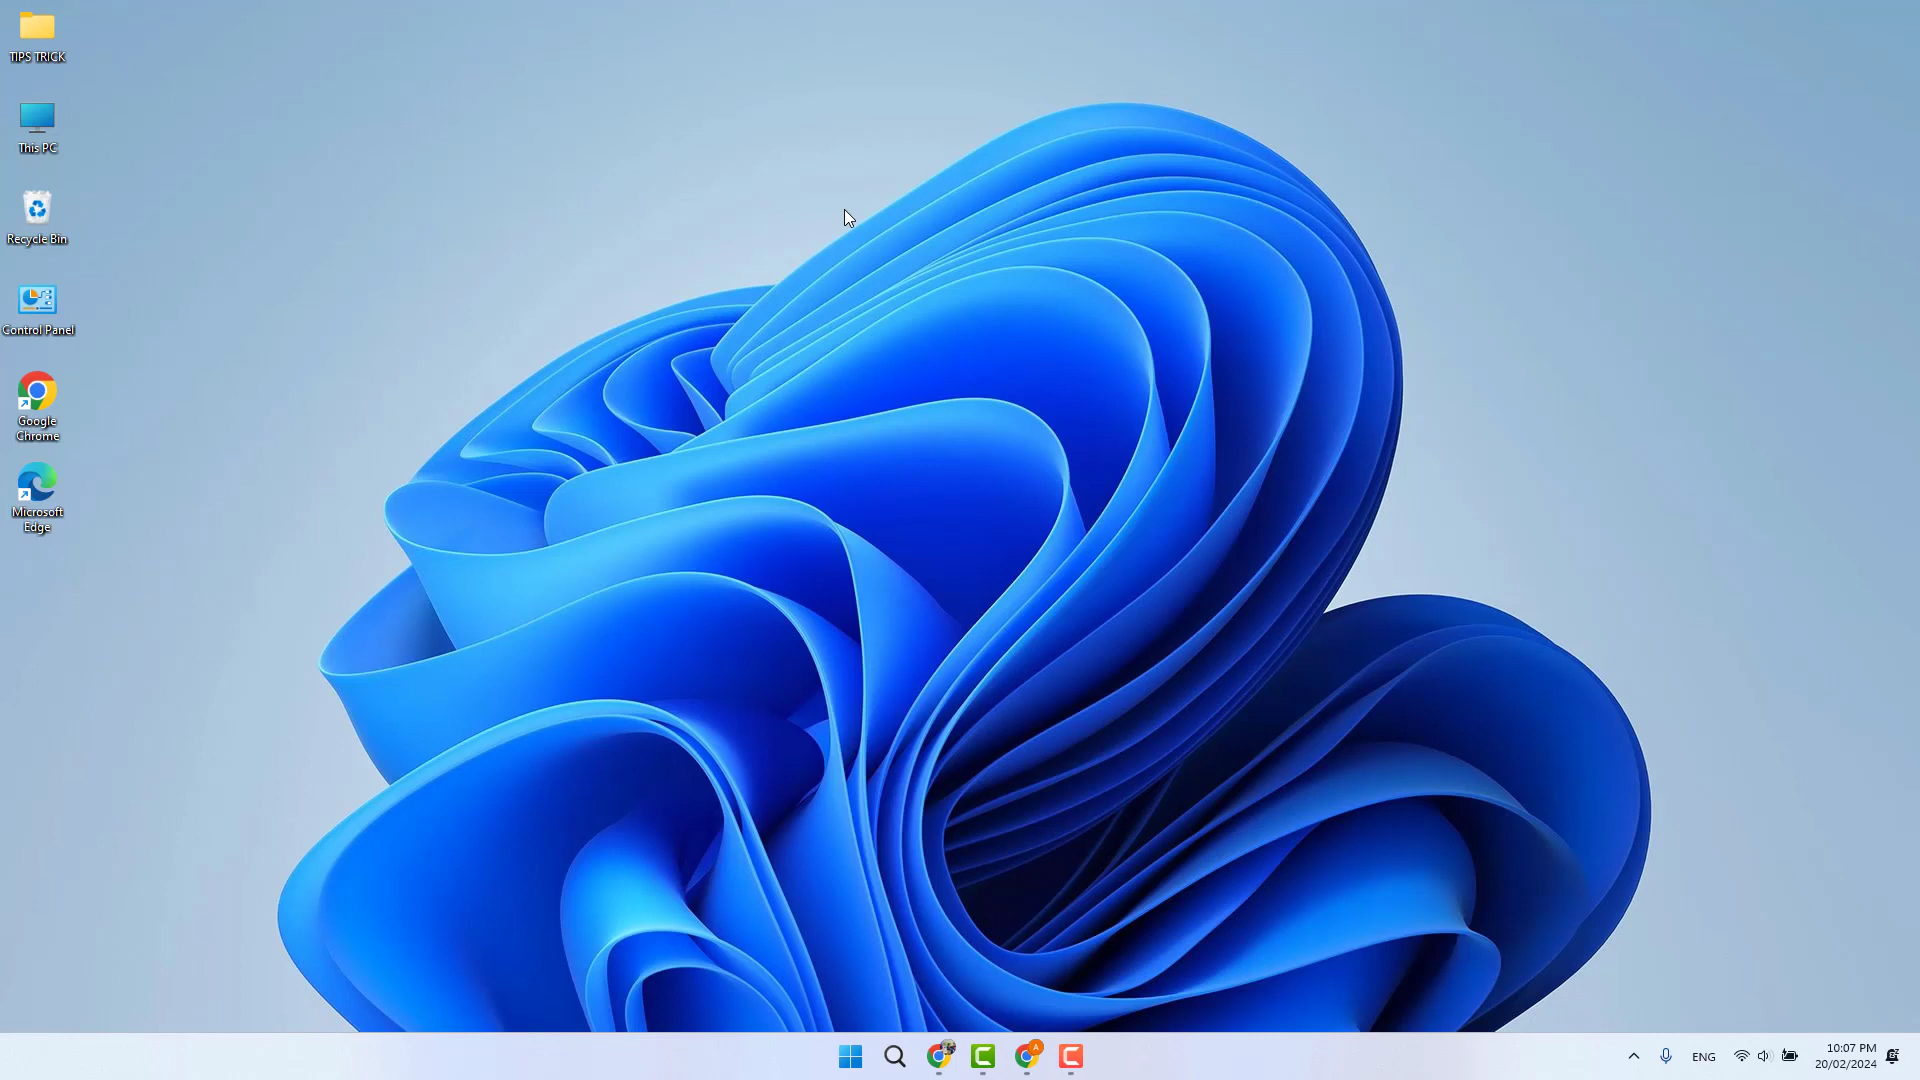 TIPS TRICK
This PC
Recycle Bin
Control Panel
Google
Chrome
Microsoft
Edge
A
ENG
10:07 PM
20/02/2024